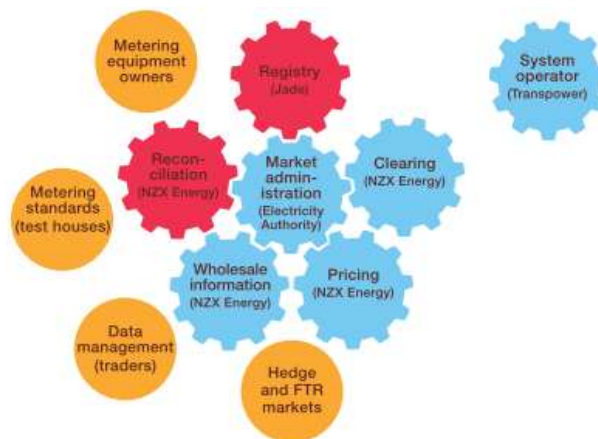 Metering
equipment
owners
Registry
(Jade)
System
operator
(Transpower)
Recon-
ciliation
(NZX Energy)
Market
admin-
istration
(Electricity
Authority)
Clearing
(NZX Energy)
Metering
standards
(test houses)
Wholesale
information
(NZX Energy)
Pricing
(NZX Energy)
Data
management
(traders)
Hedge
and FTR
markets